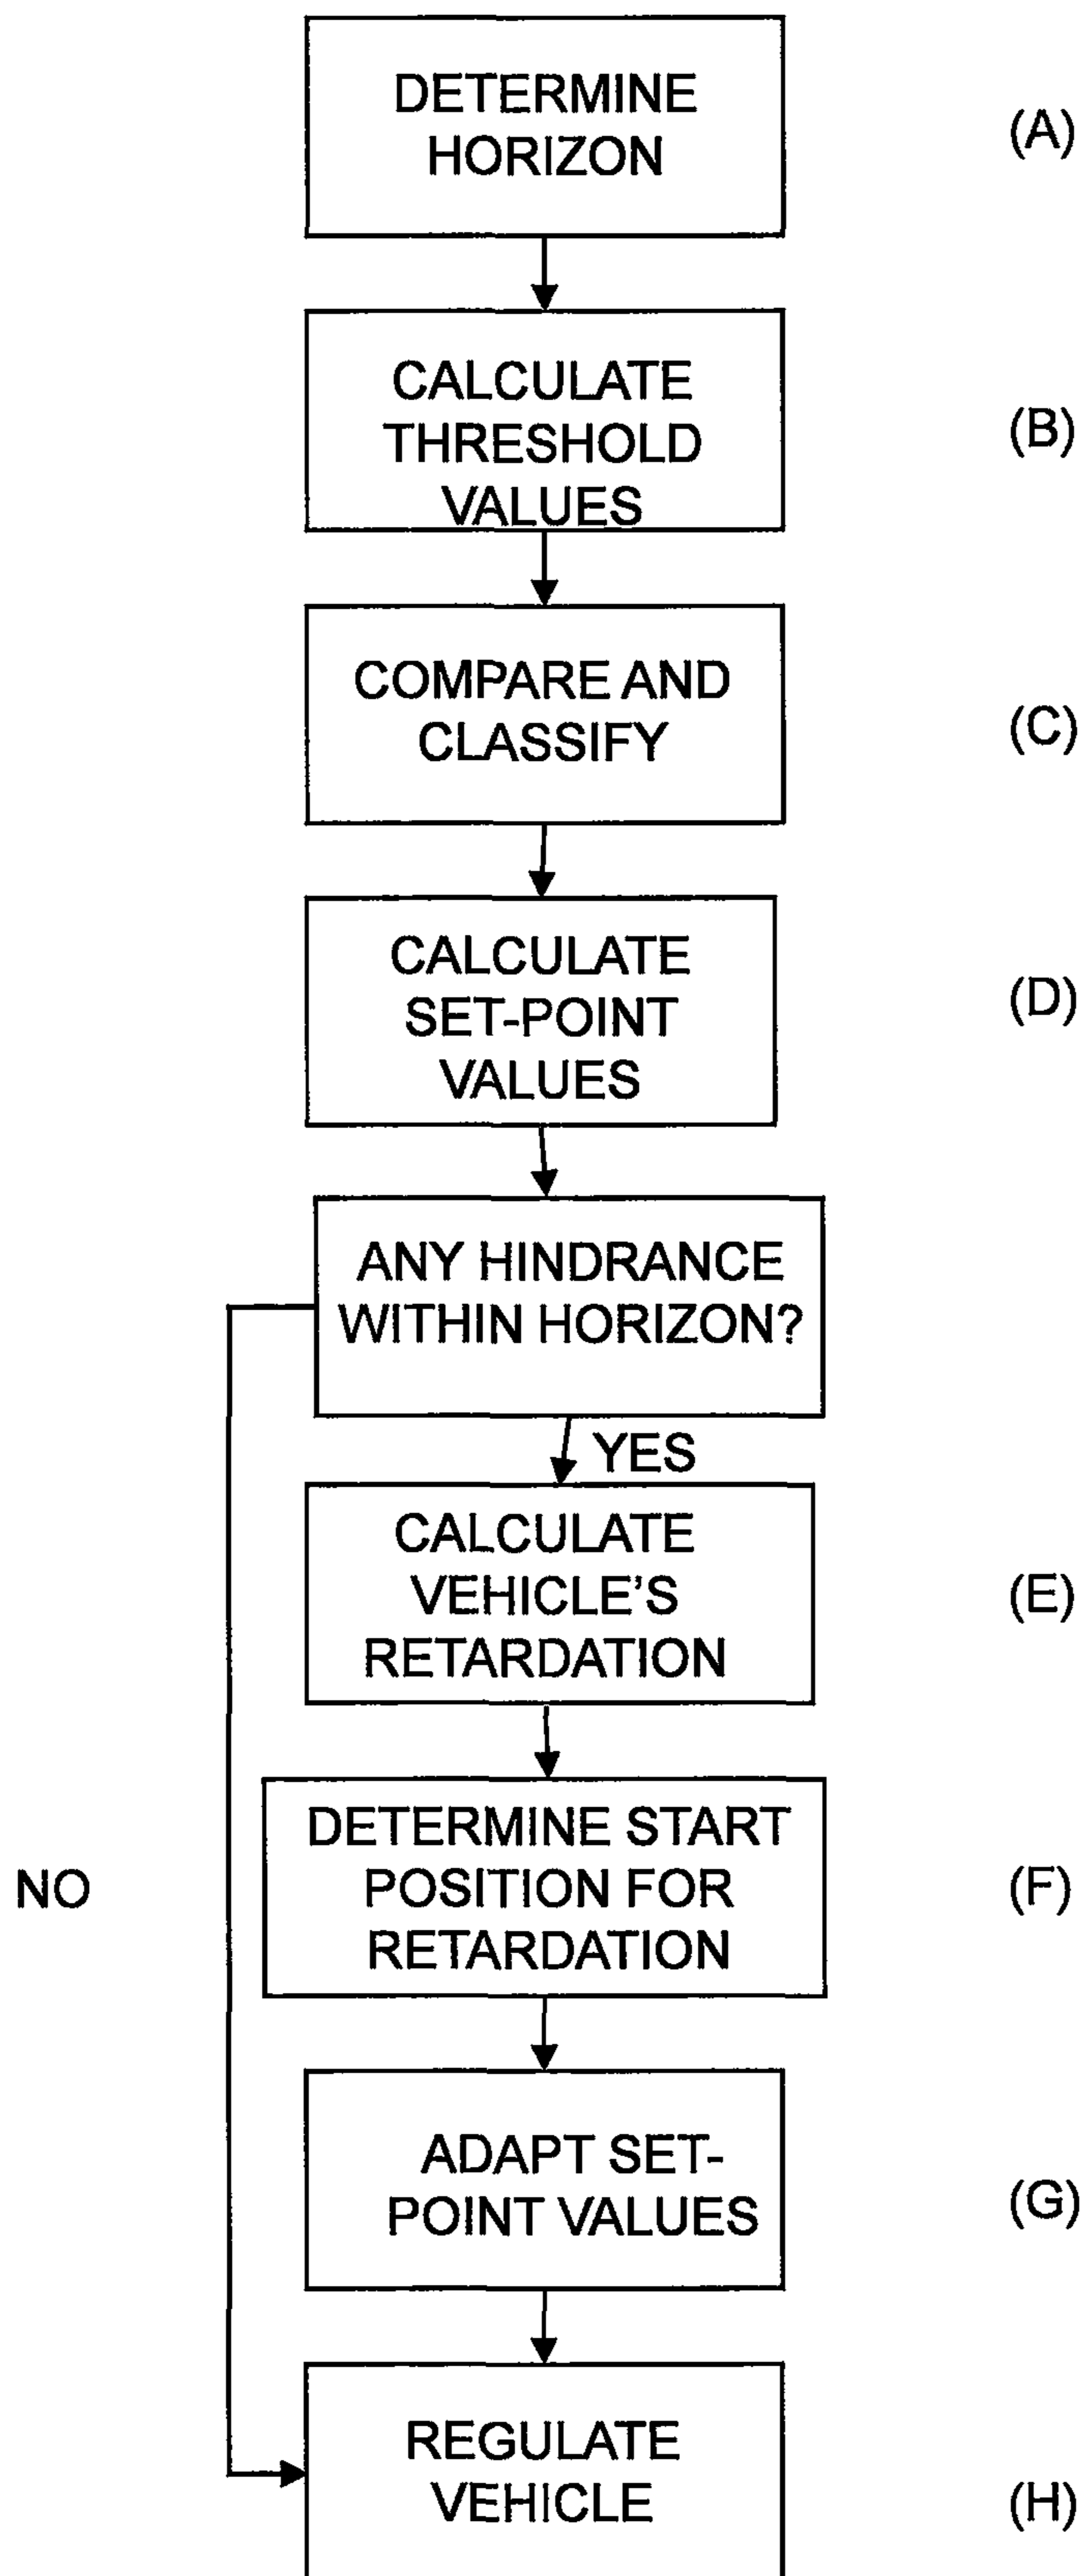 DETERMINE
HORIZON
(A)
CALCULATE
THRESHOLD
VALUES
(B)
COMPARE AND
CLASSIFY
(C)
CALCULATE
SET-POINT
VALUES
(D)
ANY HINDRANCE
WITHIN HORIZON?
YES
CALCULATE
VEHICLE'S
RETARDATION
(E)
NO
DETERMINE START
POSITION FOR
RETARDATION
(F)
ADAPT SET-
POINT VALUES
(G)
REGULATE
VEHICLE
(H)